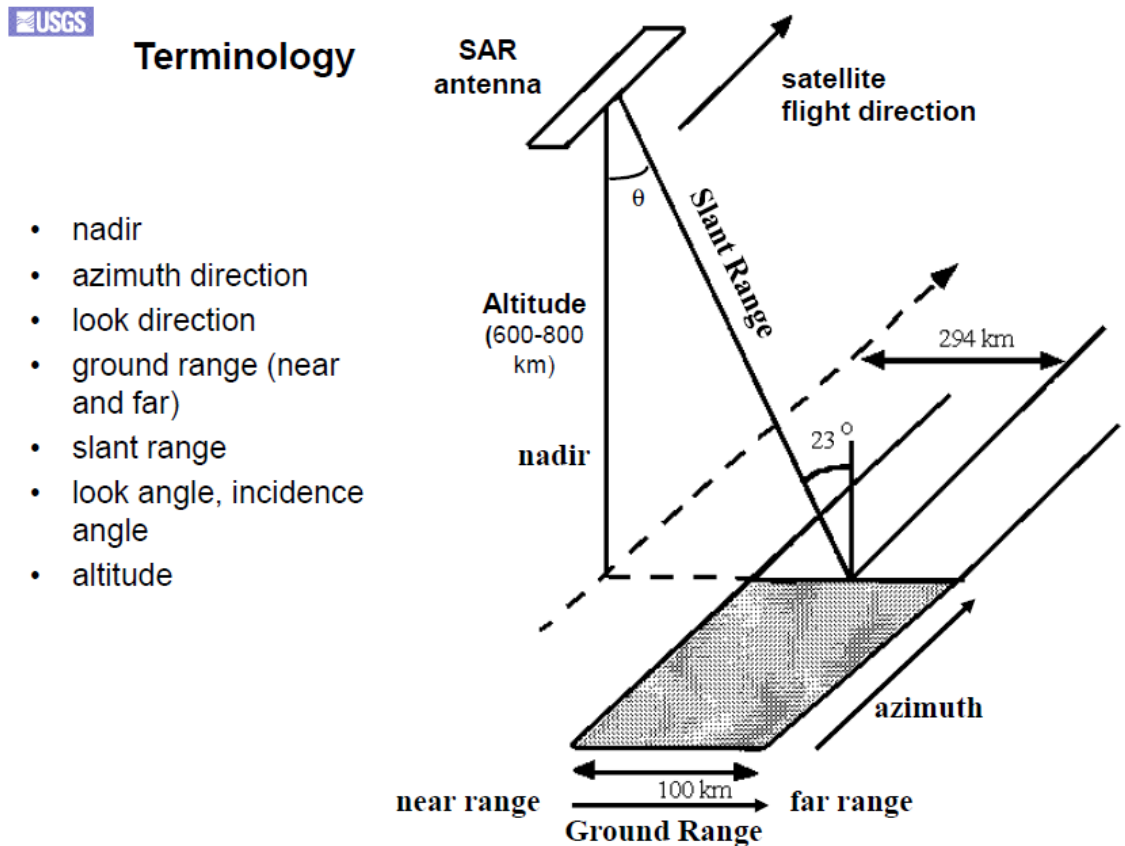 USGS
Terminology
SAR
antenna
satellite
flight direction
θ
Slant Range
• nadir
• azimuth direction
• look direction
• ground range (near
and far)
• slant range
• look angle, incidence
angle
• altitude
Altitude
(600-800
km)
294 km
23 °
nadir
azimuth
100 km
near range
far range
Ground Range